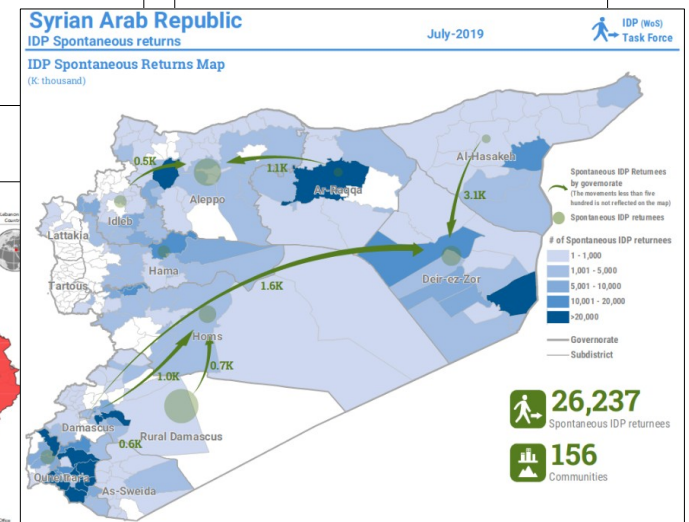 Syrian Arab Republic
IDP Spontaneous returns
July-2019
IDP (WoS)
Task Force
IDP Spontaneous Returns Map
(K: thousand)
0.5K
1.1K
Al-Hasakeh
Ar-Raqqa
Aleppo
3.1K
Idleb
Lattakia
Hama
Tartous
Deir-ez-Zor
1.6K
Homs
1.0K
0.7K
Damascus
0.6K
Rural Damascus
Quneitra
As-Sweida
Spontaneous IDP Returnees
by governorate
(The movements less than five
hundred is not reflected on the map)
Spontaneous IDP returnees
# of Spontaneous IDP returnees
1 - 1,000
1,001 - 5,000
5,001 - 10,000
10,001 - 20,000
>20,000
Governorate
Subdistrict
26,237
Spontaneous IDP returnees
156
Communities